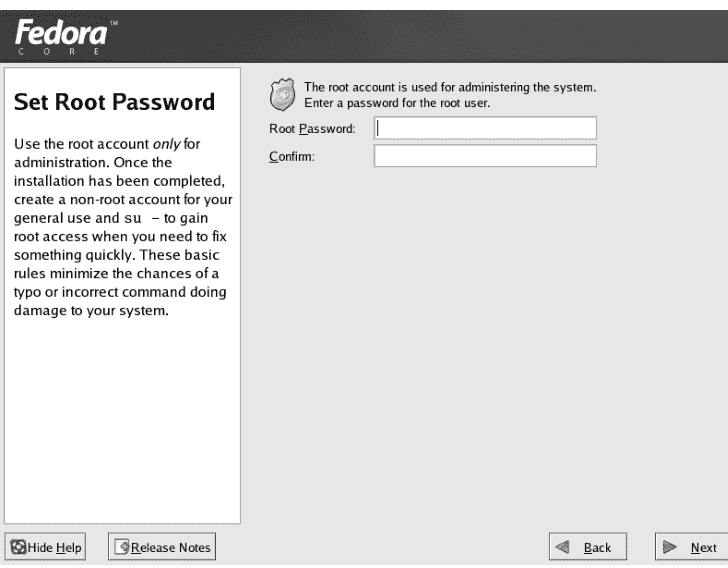 Fedora™
CORE
Set Root Password
Use the root account only for
administration. Once the
installation has been completed,
create a non-root account for your
general use and su - to gain
root access when you need to fix
something quickly. These basic
rules minimize the chances of a
typo or incorrect command doing
damage to your system.
The root account is used for administering the system.
Enter a password for the root user.
Root Password:
Confirm:
Hide Help
Release Notes
Back
Next